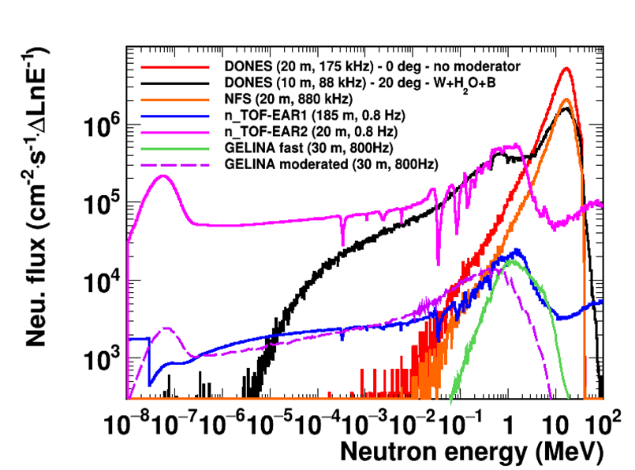 DONES (20 m, 175 kHz) - 0 deg - no moderator
DONES (10 m, 88 kHz) - 20 deg - W+H₂O+B
NFS (20 m, 880 kHz)
n_TOF-EAR1 (185 m, 0.8 Hz)
n_TOF-EAR2 (20 m, 0.8 Hz)
GELINA fast (30 m, 800Hz)
GELINA moderated (30 m, 800Hz)
Neu. flux (cm⁻²·s⁻¹·ΔLnE⁻¹)
10⁶
10⁵
10⁴
10³
10⁻⁸ 10⁻⁷ 10⁻⁶ 10⁻⁵ 10⁻⁴ 10⁻³ 10⁻² 10⁻¹ 1 10 10²
Neutron energy (MeV)